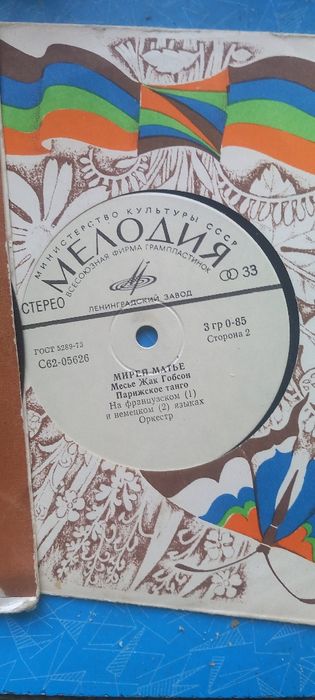 МИНИСТЕРСТВО КУЛЬТУРЫ СССР
МЕЛОДИЯ
ВСЕСОЮЗНАЯ ФИРМА ГРАМПЛАСТИНОК
СТЕРЕО
33
ЛЕНИНГРАДСКИЙ ЗАВОД
ГОСТ 5289-73
С62-05626
3 гр 0-85
Сторона 2
МИРЕЙ МАТЬЕ
Месье Жак Гобсон
Парижское танго
На французском (1)
и немецком (2) языках
Оркестр